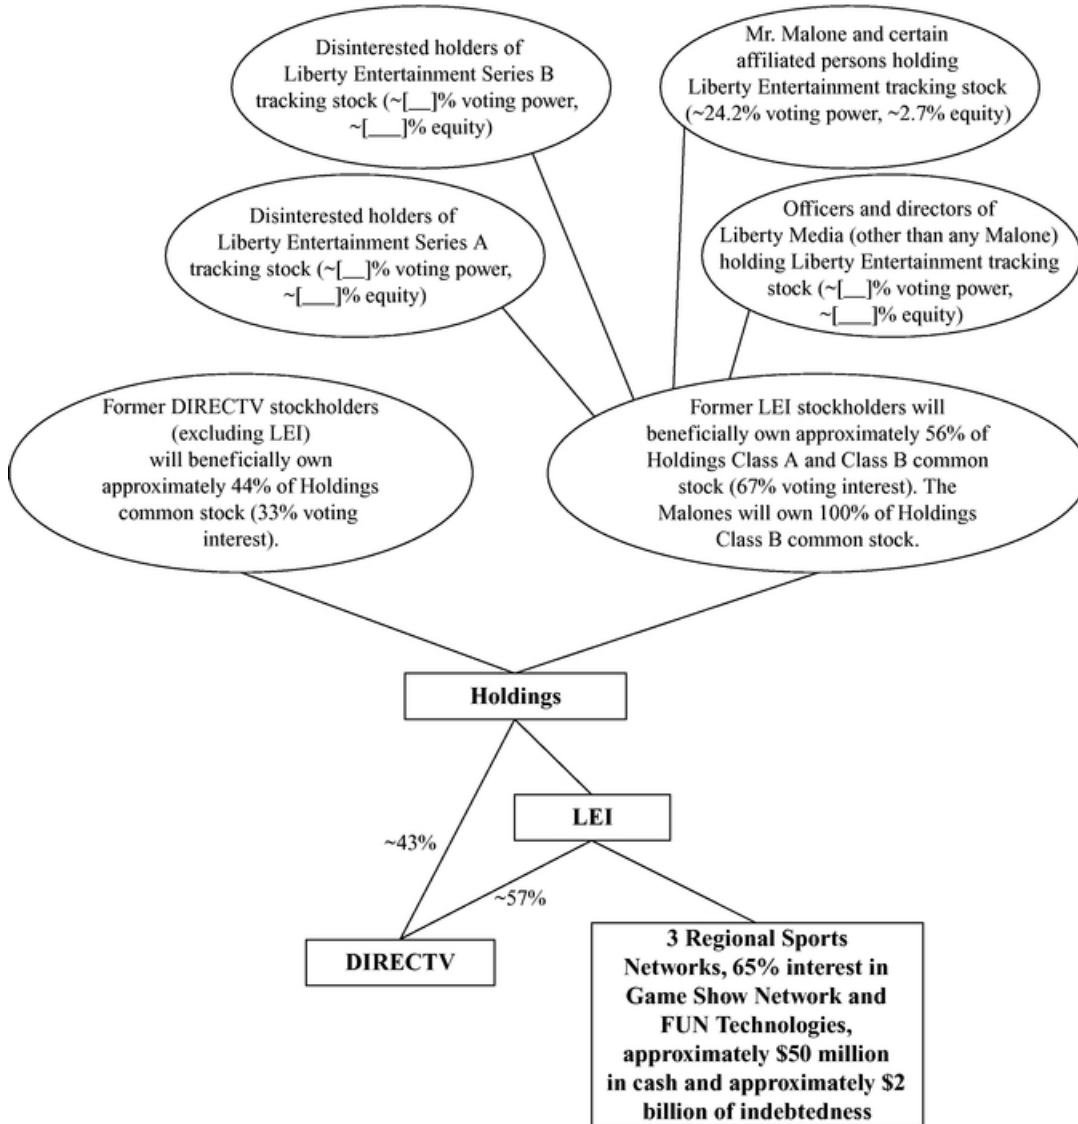 Disinterested holders of
Liberty Entertainment Series B
tracking stock (~[__]% voting power,
~[___]% equity)
Mr. Malone and certain
affiliated persons holding
Liberty Entertainment tracking
stock
(~24.2% voting power, ~2.7% equity)
Disinterested holders of
Liberty Entertainment Series A
tracking stock (~[__]% voting power,
~[___]% equity)
Officers and directors of
Liberty Media (other than any Malone)
holding Liberty Entertainment tracking
stock (~[__]% voting power,
~[___]% equity)
Former DIRECTV stockholders
(excluding LEI)
will beneficially own
approximately 44% of Holdings
common stock (33% voting
interest).
Former LEI stockholders will
beneficially own approximately 56% of
Holdings Class A and Class B common
stock (67% voting interest). The
Malones will own 100% of Holdings
Class B common stock.
Holdings
LEI
~43%
~57%
DIRECTV
3 Regional Sports
Networks, 65% interest in
Game Show Network and
FUN Technologies,
approximately $50 million
in cash and approximately $2
billion of indebtedness